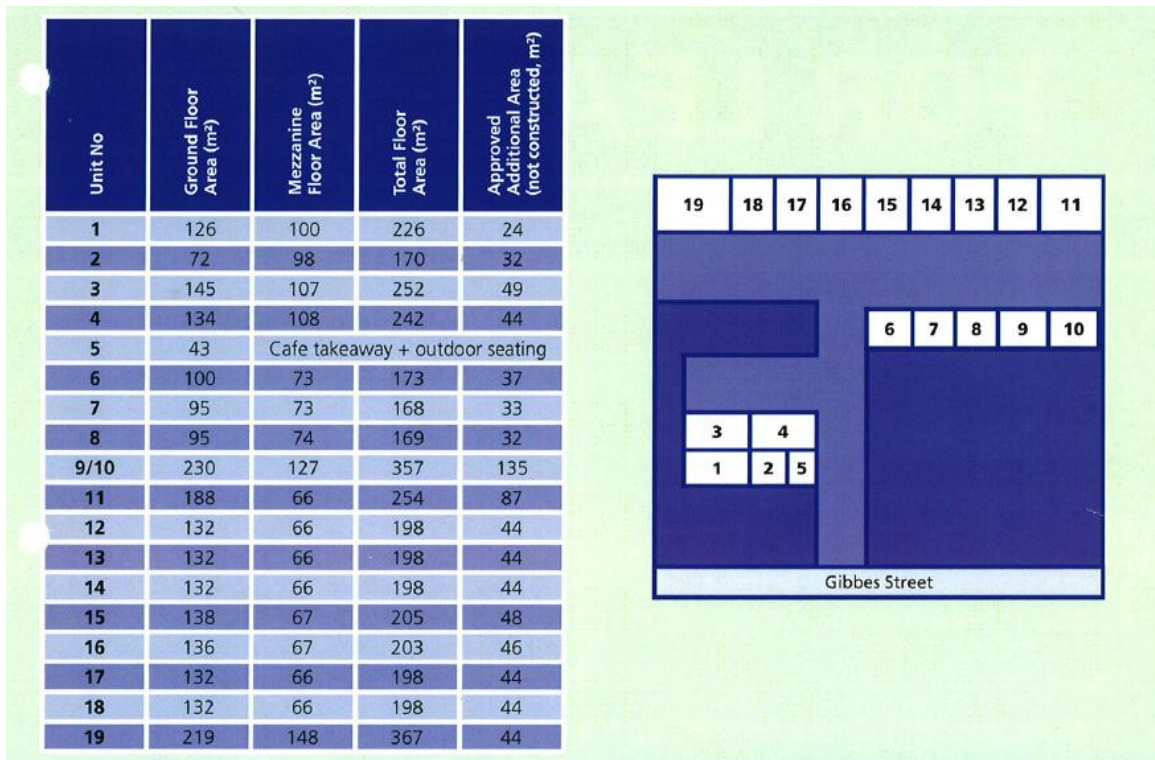 Unit No
Ground Floor
Area (m²)
Mezzanine
Floor Area (m²)
Total Floor
Area (m²)
Approved
Additional Area
(not constructed, m²)
1 126 100 226 24
2 72 98 170 32
3 145 107 252 49
4 134 108 242 44
5 43 Cafe takeaway + outdoor seating
6 100 73 173 37
7 95 73 168 33
8 95 74 169 32
9/10 230 127 357 135
11 188 66 254 87
12 132 66 198 44
13 132 66 198 44
14 132 66 198 44
15 138 67 205 48
16 136 67 203 46
17 132 66 198 44
18 132 66 198 44
19 219 148 367 44
19 18 17 16 15 14 13 12 11
6 7 8 9 10
3 4
1 2 5
Gibbes Street